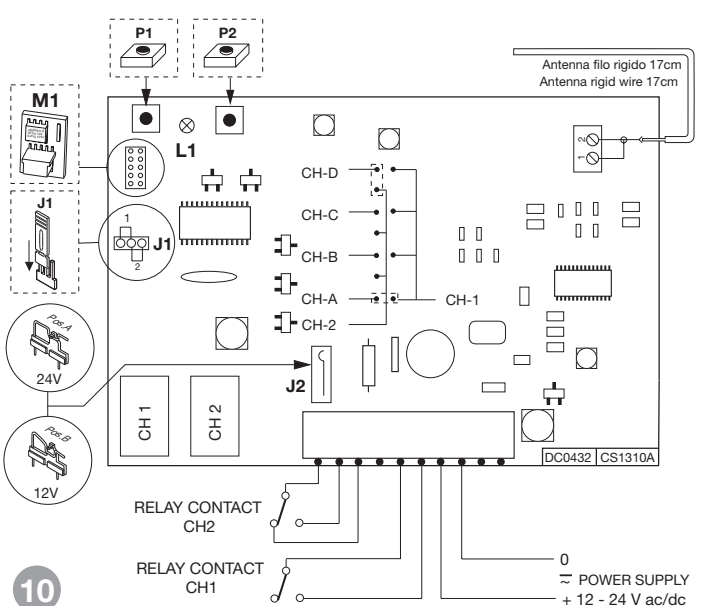 P1
P2
Antenna filo rigido 17cm
Antenna rigid wire 17cm
M1
L1
2
1
CH-D
J1
CH-C
1
J1
2
CH-B
CH-A
CH-1
CH-2
Pos.A
24V
J2
CH 1
CH 2
Pos.B
12V
DC0432
CS1310A
RELAY CONTACT
CH2
RELAY CONTACT
CH1
0
POWER SUPPLY
+ 12 - 24 V ac/dc
10